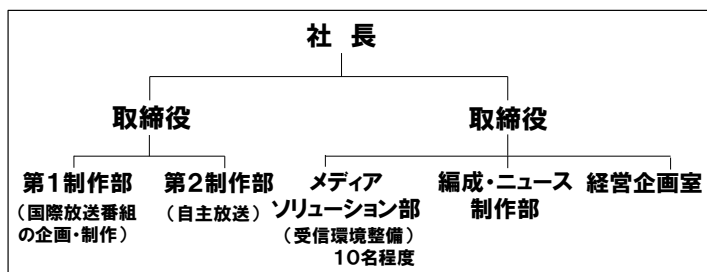 社 長
取締役 取締役
第1制作部 第2制作部 メディア 編成・ニュース 経営企画室
(国際放送番組 (自主放送) ソリューション部 制作部
の企画・制作) (受信環境整備)
10名程度